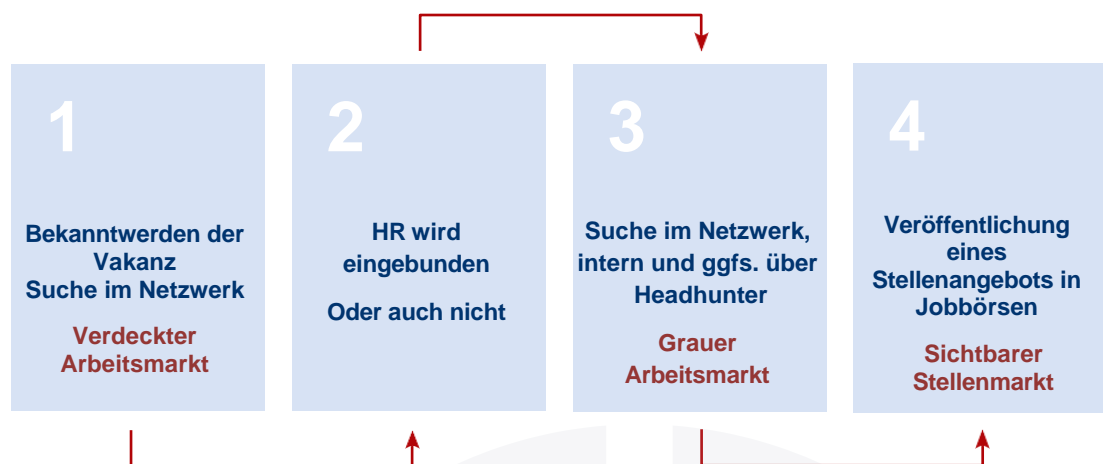 1
Bekanntwerden der
Vakanz
Suche im Netzwerk
Verdeckter
Arbeitsmarkt
2
HR wird
eingebunden
Oder auch nicht
3
Suche im Netzwerk,
intern und ggfs. über
Headhunter
Grauer
Arbeitsmarkt
4
Veröffentlichung
eines
Stellenangebots in
Jobbörsen
Sichtbarer
Stellenmarkt